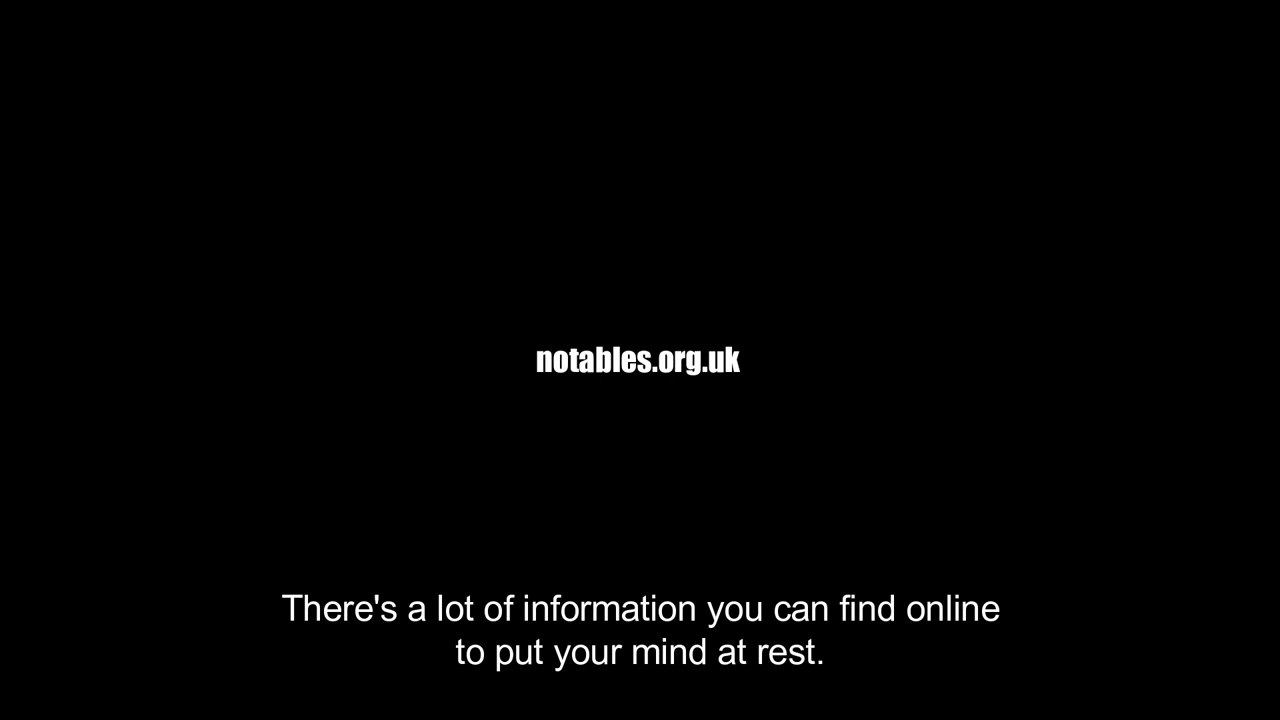 notables.org.uk
There's a lot of information you can find online
to put your mind at rest.